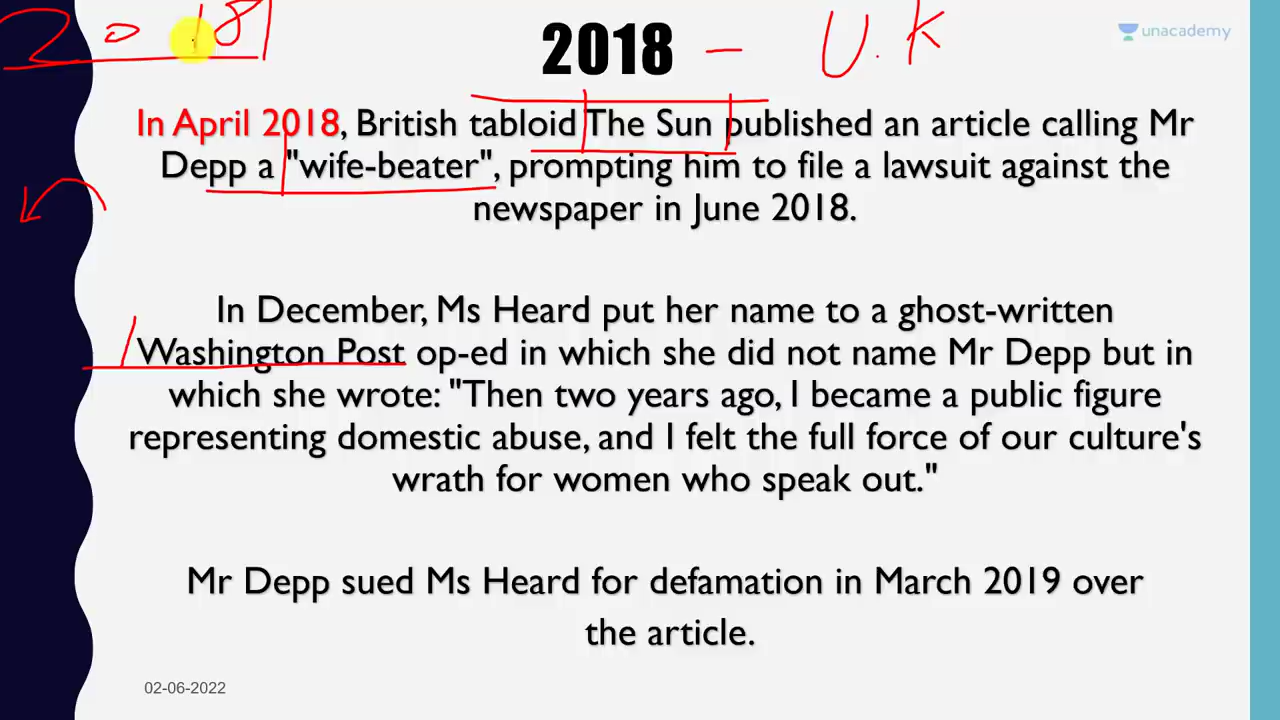 2018
2018 - U.K
unacademy
In April 2018, British tabloid The Sun published an article calling Mr
Depp a "wife-beater", prompting him to file a lawsuit against the
newspaper in June 2018.
In December, Ms Heard put her name to a ghost-written
Washington Post op-ed in which she did not name Mr Depp but in
which she wrote: "Then two years ago, I became a public figure
representing domestic abuse, and I felt the full force of our culture's
wrath for women who speak out."
Mr Depp sued Ms Heard for defamation in March 2019 over
the article.
02-06-2022